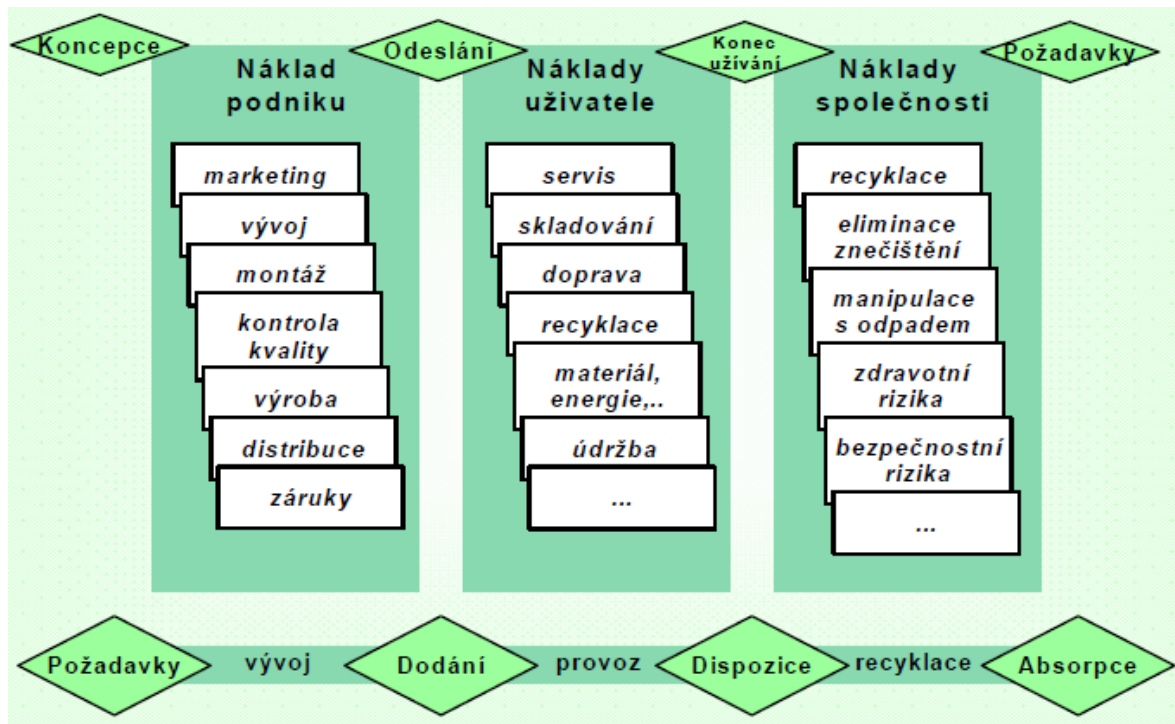 Koncepce
Odeslání
Konec
užívání
Požadavky
Náklad
podniku
marketing
vývoj
montáž
kontrola
kvality
výroba
distribuce
záruky
Náklady
uživatele
servis
skladování
doprava
recyklace
materiál,
energie,..
údržba
...
Náklady
společnosti
recyklace
eliminace
znečištění
manipulace
s odpadem
zdravotní
rizika
bezpečnostní
rizika
...
Požadavky
vývoj
Dodání
provoz
Dispozice
recyklace
Absorpce